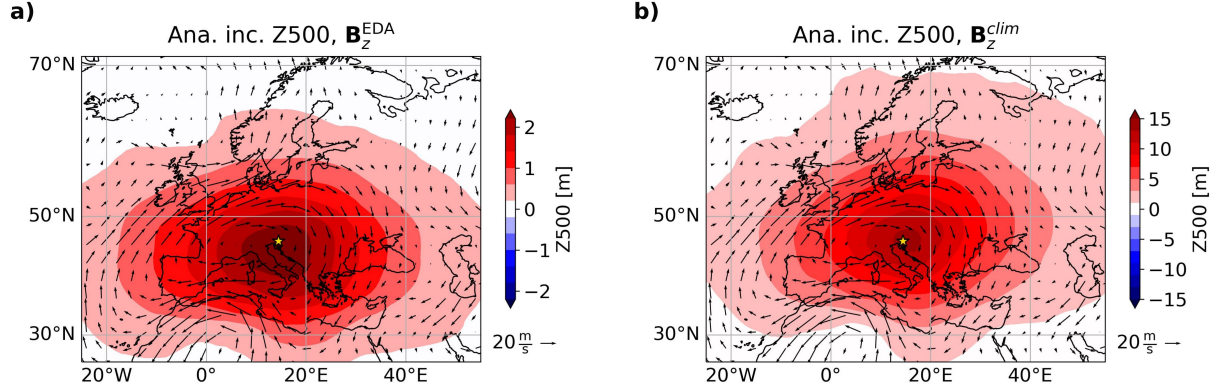 a)
Ana. inc. Z500, B_z^EDA
70°N
50°N
30°N
20°W 0° 20°E 40°E
2
1
0
−1
−2
Z500 [m]
20 m/s →
b)
Ana. inc. Z500, B_z^clim
70°N
50°N
30°N
20°W 0° 20°E 40°E
15
10
5
0
−5
−10
−15
Z500 [m]
20 m/s →